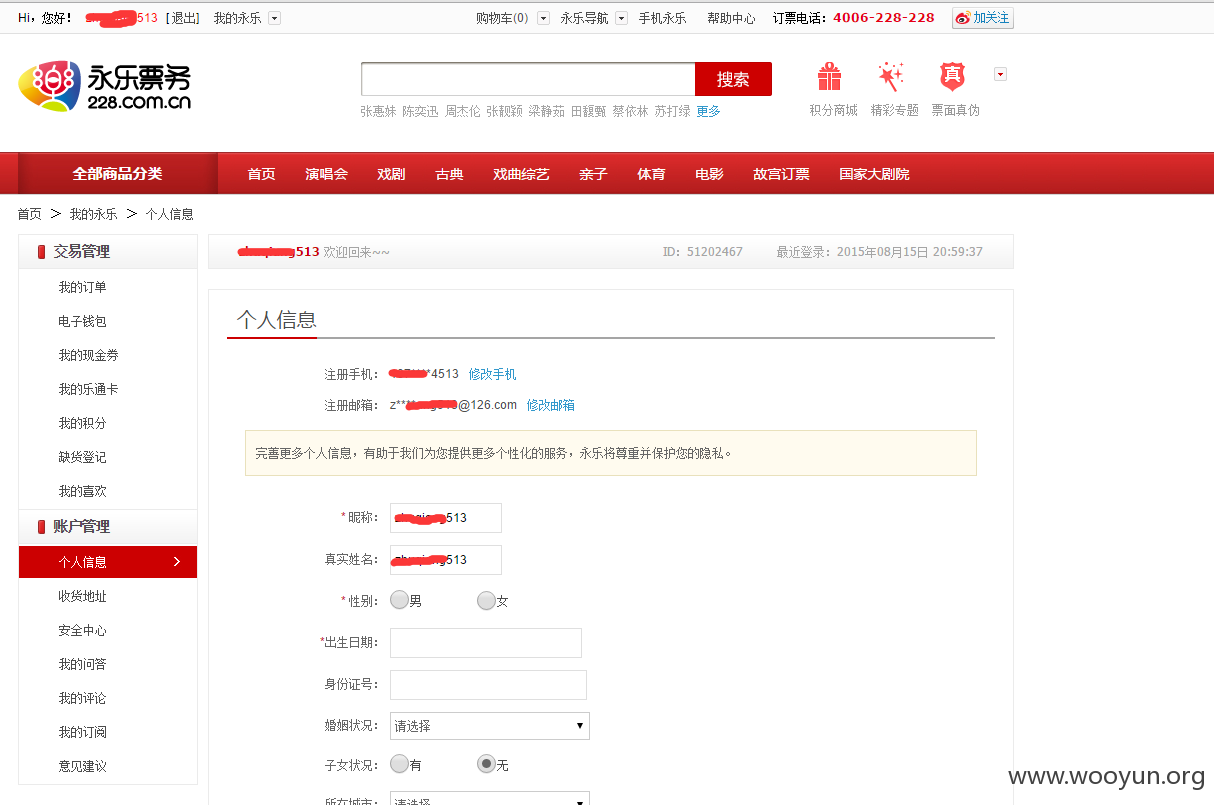 Hi，您好！ 513 [退出] 我的永乐 购物车(0) 永乐导航 手机永乐 帮助中心 订票电话：4006-228-228 加关注
永乐票务
228.com.cn
搜索
张惠妹 陈奕迅 周杰伦 张靓颖 梁静茹 田馥甄 蔡依林 苏打绿 更多
真
积分商城 精彩专题 票面真伪
全部商品分类 首页 演唱会 戏剧 古典 戏曲综艺 亲子 体育 电影 故宫订票 国家大剧院
首页 > 我的永乐 > 个人信息
交易管理
我的订单
电子钱包
我的现金券
我的乐通卡
我的积分
缺货登记
我的喜欢
账户管理
个人信息
收货地址
安全中心
我的问答
我的评论
我的订阅
意见建议
513 欢迎回来~~ ID：51202467 最近登录：2015年08月15日 20:59:37
个人信息
注册手机： *4513 修改手机
注册邮箱： z** @126.com 修改邮箱
完善更多个人信息，有助于我们为您提供更多个性化的服务，永乐将尊重并保护您的隐私。
*昵称： 513
真实姓名： 513
*性别： 男 女
*出生日期：
身份证号：
婚姻状况： 请选择
子女状况： 有 无
所在城市： 请选择
www.wooyun.org